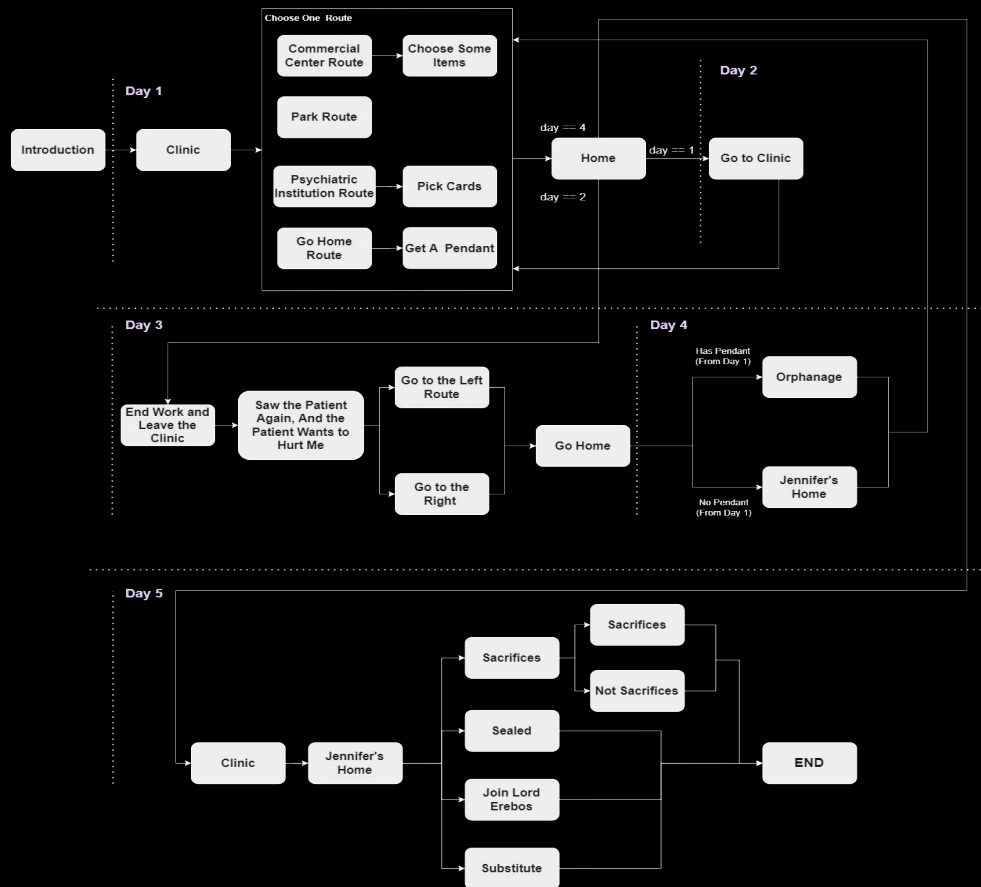 Choose One Route
Commercial
Center Route
Choose Some
Items
Park Route
Psychiatric
Institution Route
Pick Cards
Go Home
Route
Get A Pendant
Day 1
Introduction
Clinic
day == 4
Home
day == 1
day == 2
Day 2
Go to Clinic
Day 3
End Work and
Leave the
Clinic
Saw the Patient
Again, And the
Patient Wants to
Hurt Me
Go to the Left
Route
Go to the
Right
Go Home
Day 4
Has Pendant
(From Day 1)
Orphanage
No Pendant
(From Day 1)
Jennifer's
Home
Day 5
Clinic
Jennifer's
Home
Sacrifices
Sacrifices
Not Sacrifices
Sealed
Join Lord
Erebos
Substitute
END